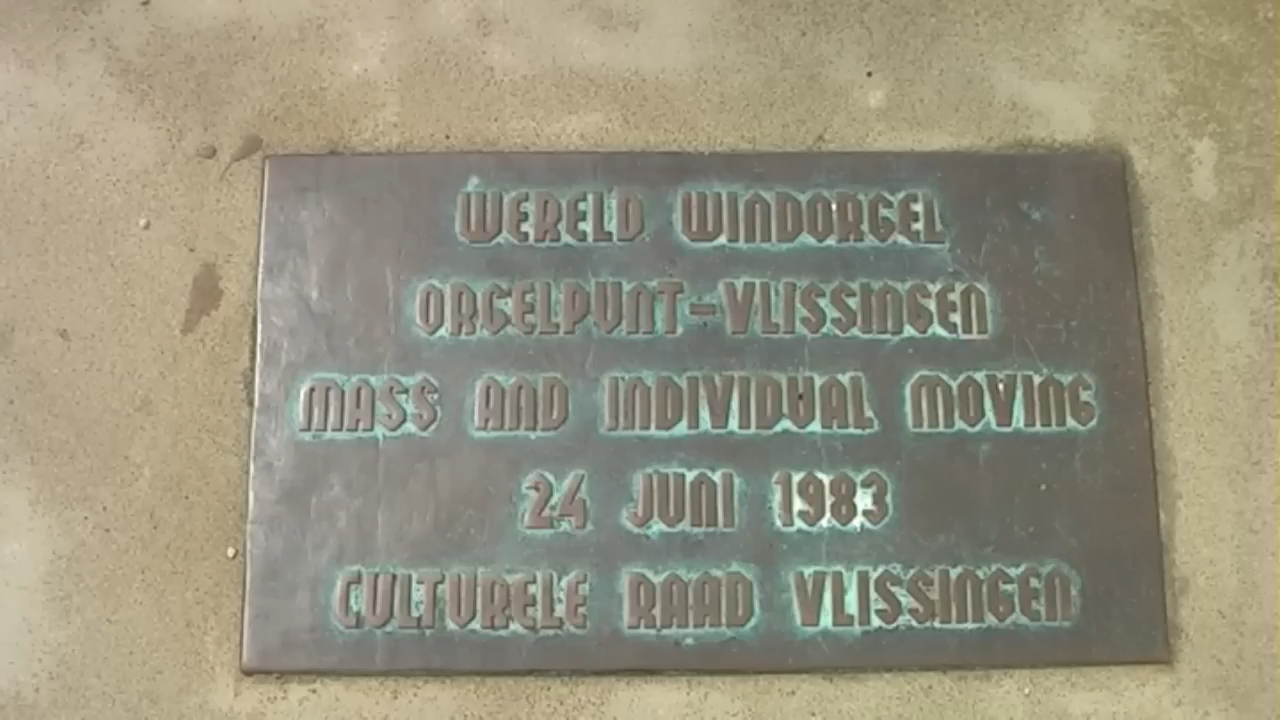 WERELD WINDORGEL
ORGELPUNT-VLISSINGEN
MASS AND INDIVIDUAL MOVING
24 JUNI 1983
CULTURELE RAAD VLISSINGEN